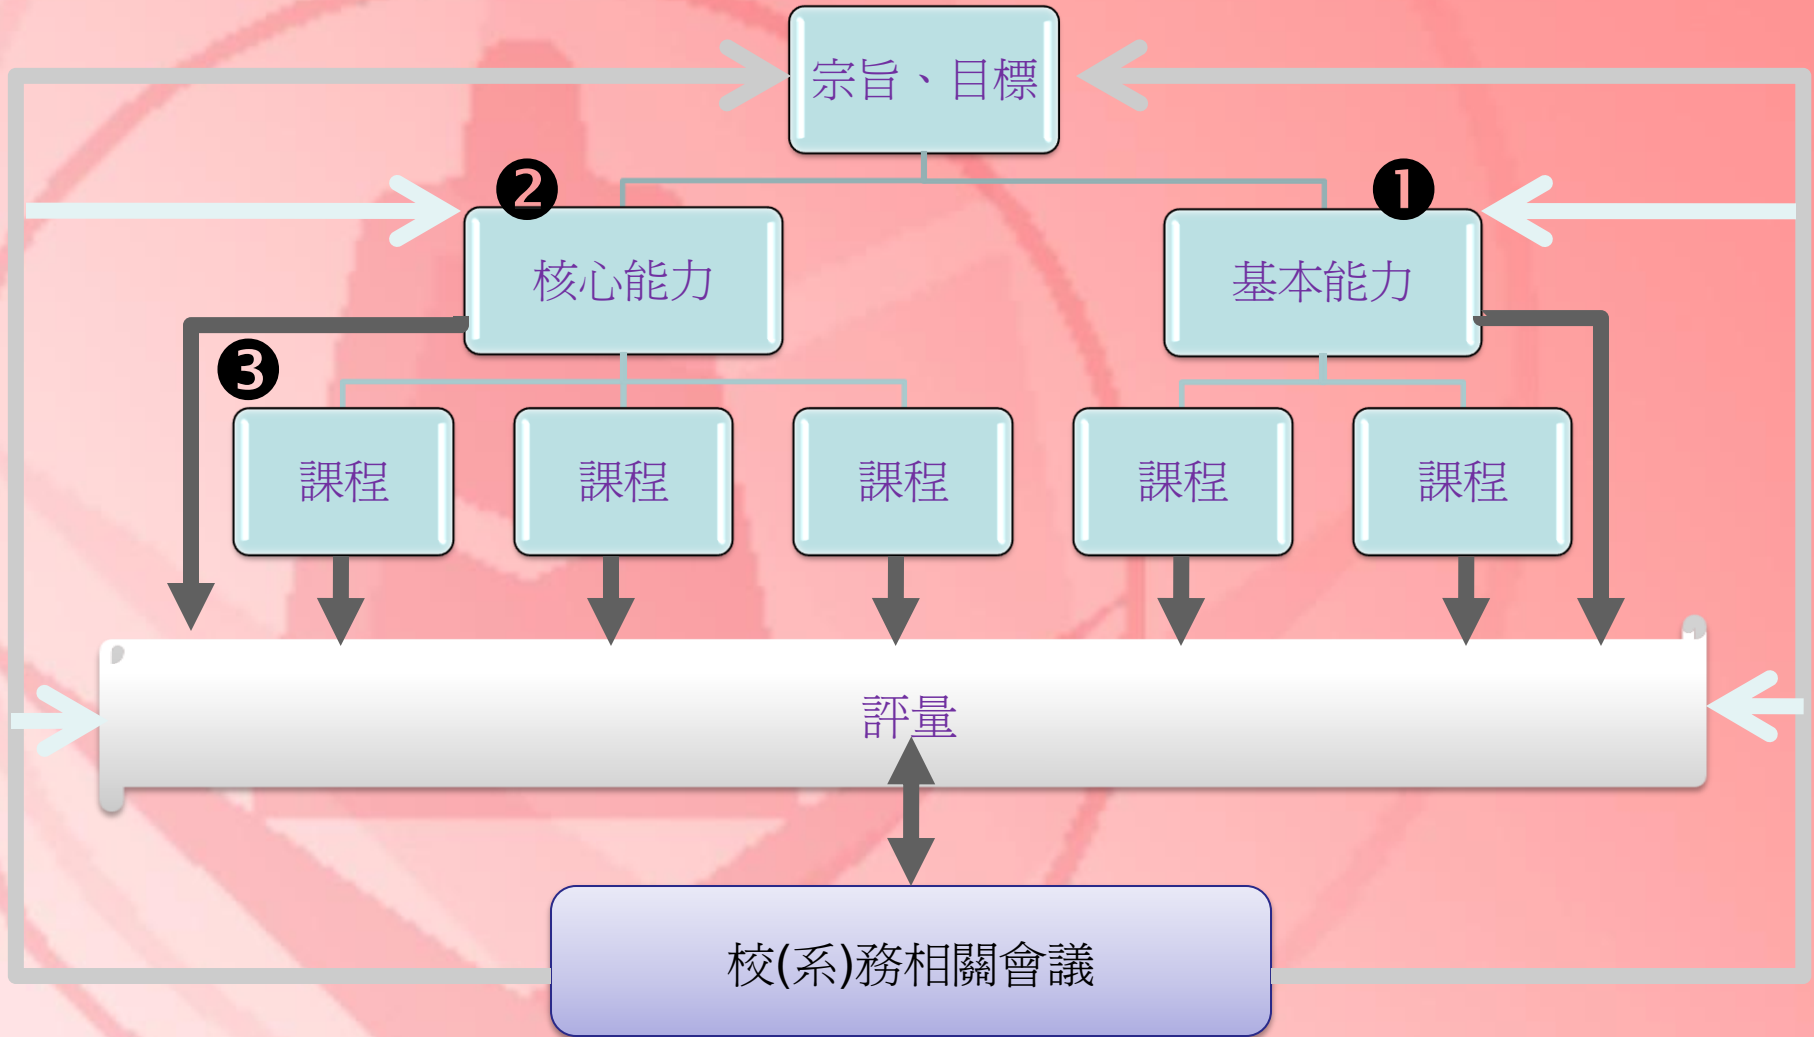 宗旨、目標
❷
❶
核心能力
基本能力
❸
課程
課程
課程
課程
課程
評量
校(系)務相關會議